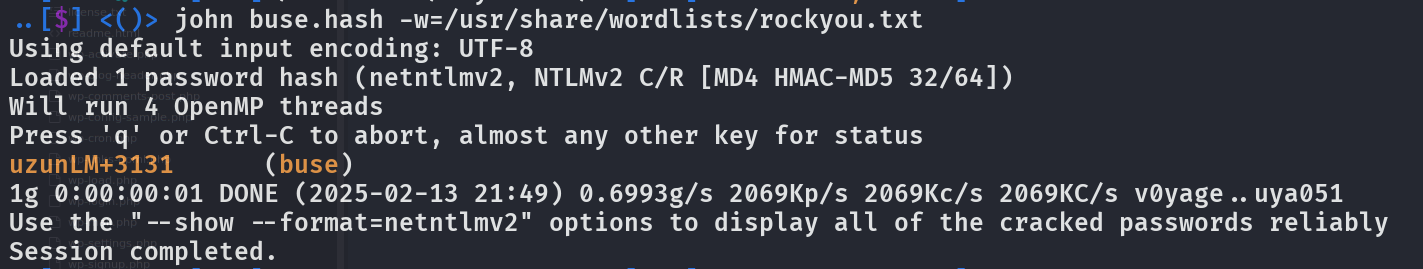 ..[$] <()> john buse.hash -w=/usr/share/wordlists/rockyou.txt
Using default input encoding: UTF-8
Loaded 1 password hash (netntlmv2, NTLMv2 C/R [MD4 HMAC-MD5 32/64])
Will run 4 OpenMP threads
Press 'q' or Ctrl-C to abort, almost any other key for status
uzunLM+3131      (buse)
1g 0:00:00:01 DONE (2025-02-13 21:49) 0.6993g/s 2069Kp/s 2069Kc/s 2069KC/s v0yage..uya051
Use the "--show --format=netntlmv2" options to display all of the cracked passwords reliably
Session completed.